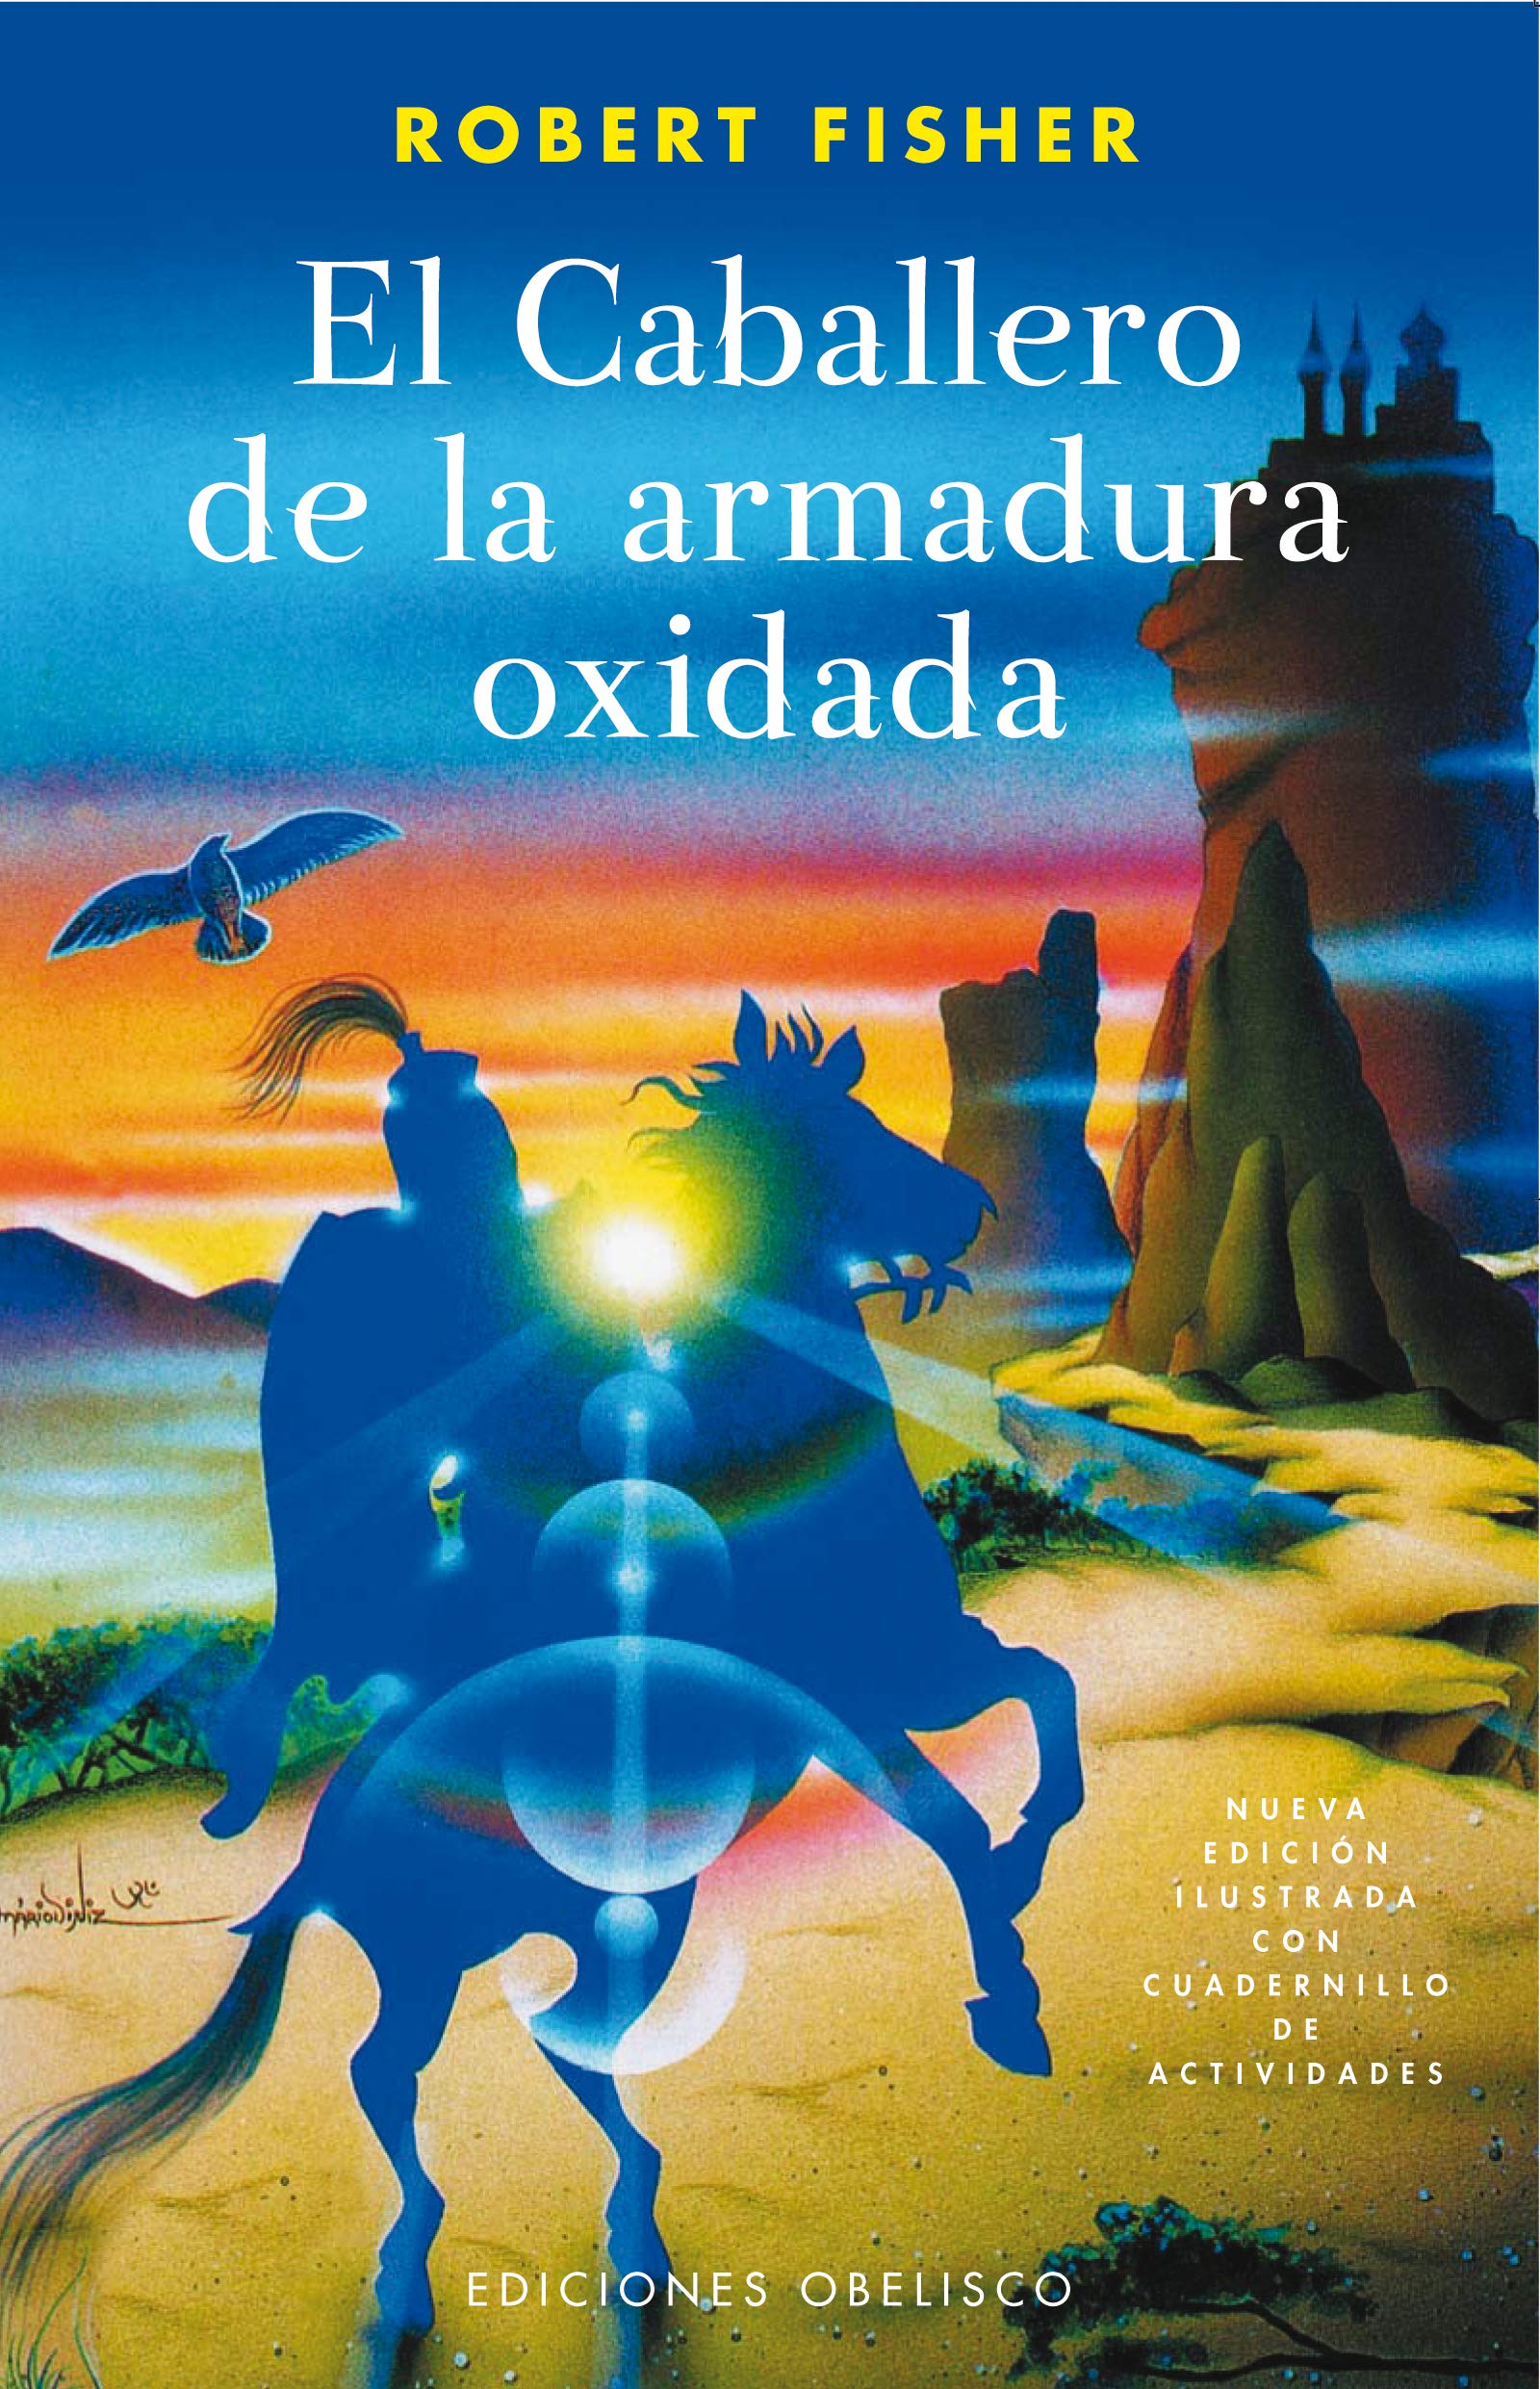 ROBERT FISHER
El Caballero
de la armadura
oxidada
NUEVA
EDICIÓN
ILUSTRADA
CON
CUADERNILLO
DE
ACTIVIDADES
EDICIONES OBELISCO